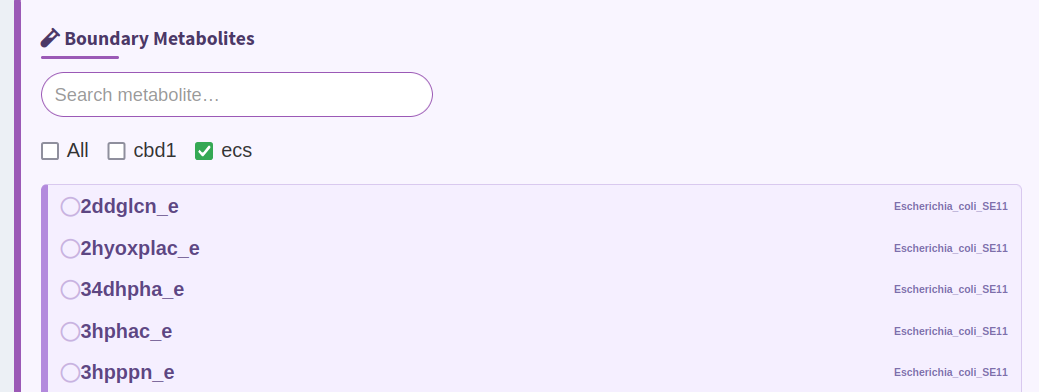 Boundary Metabolites
Search metabolite…
All cbd1 ecs
2ddglcn_e Escherichia_coli_SE11
2hyoxplac_e Escherichia_coli_SE11
34dhpha_e Escherichia_coli_SE11
3hphac_e Escherichia_coli_SE11
3hpppn_e Escherichia_coli_SE11